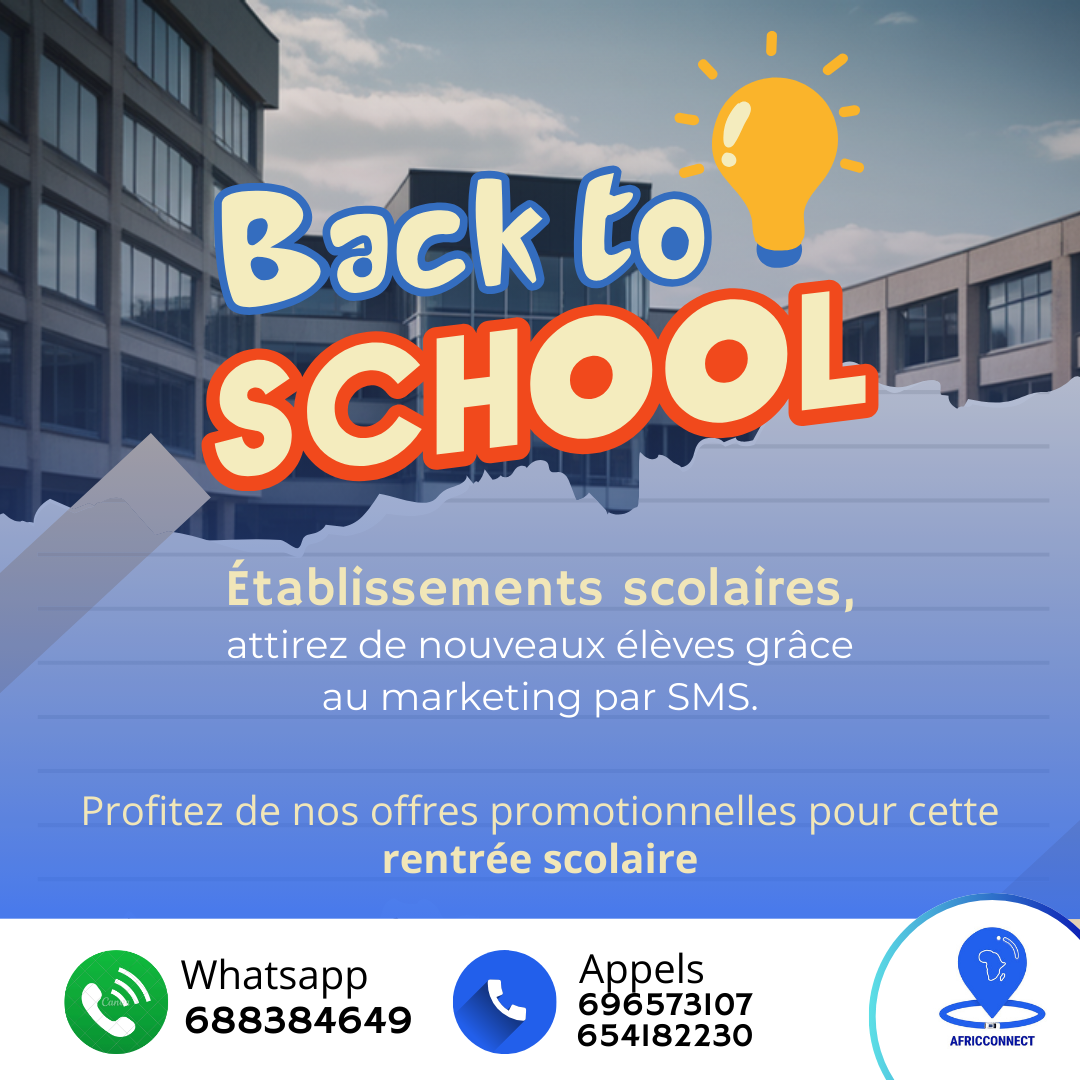 Back to
SCHOOL
Établissements scolaires,
attirez de nouveaux élèves grâce
au marketing par SMS.
Profitez de nos offres promotionnelles pour cette
rentrée scolaire
Whatsapp
688384649
Appels
696573107
654182230
AFRICCONNECT